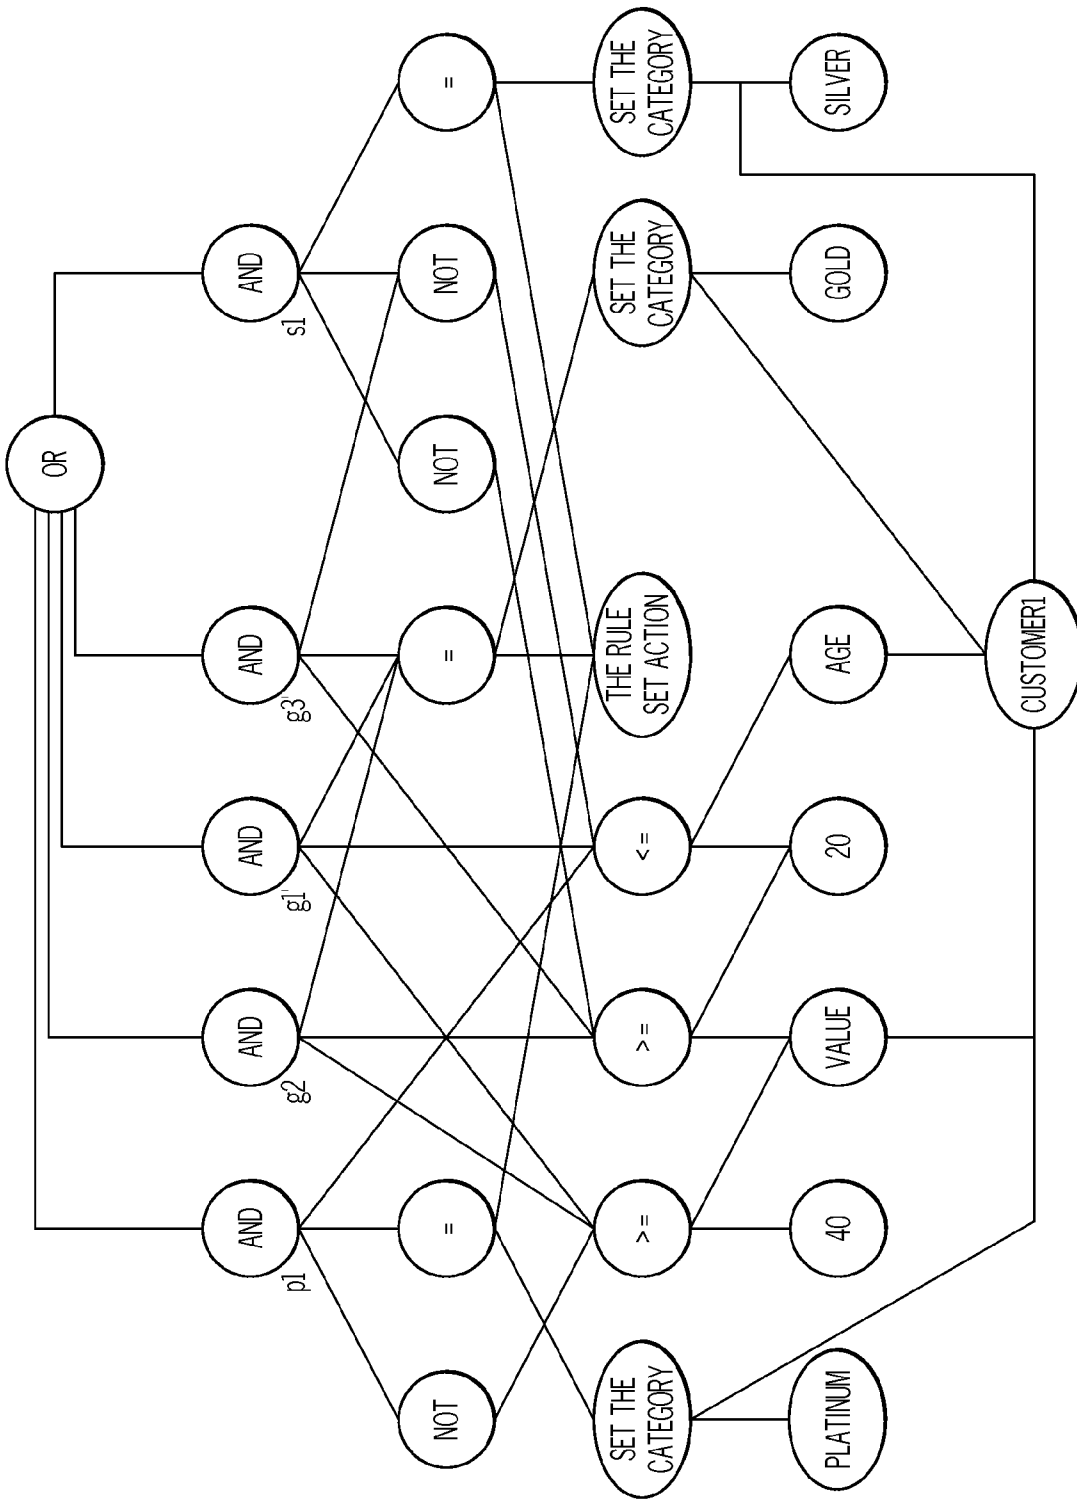 OR
AND
AND
AND
AND
AND
p1
g2
g1'
g3'
s1
NOT
=
=
NOT
NOT
=
SET THE
CATEGORY
>=
>=
<=
THE RULE
SET ACTION
SET THE
CATEGORY
SET THE
CATEGORY
PLATINUM
40
VALUE
20
AGE
GOLD
SILVER
CUSTOMER1